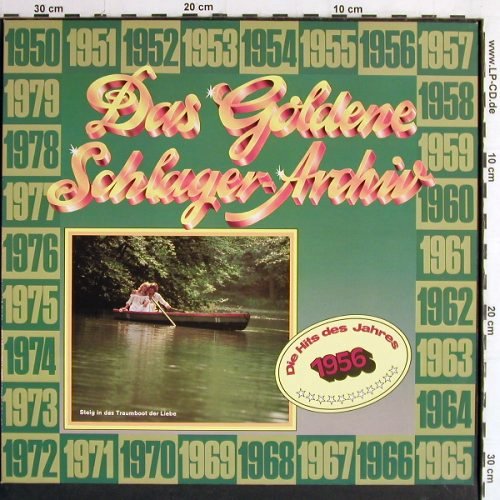 30 cm 20 cm 10 cm
1950 1951 1952 1953 1954 1955 1956 1957
www.LP-CD.de
1979 1958
Das Goldene
Schlager-Archiv
1978 1959
10 cm
1977 1960
1976 1961
1975 1962
20 cm
Die Hits des Jahres
1956
1974 1963
1973 1964
Steig in das Traumboot der Liebe
1972 1971 1970 1969 1968 1967 1966 1965
30 cm